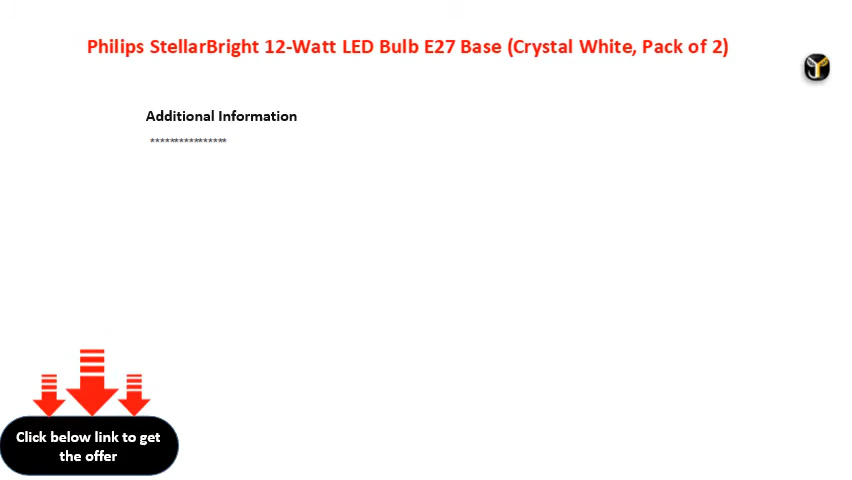 Philips StellarBright 12-Watt LED Bulb E27 Base (Crystal White, Pack of 2)
Additional Information
****************
Click below link to get
the offer